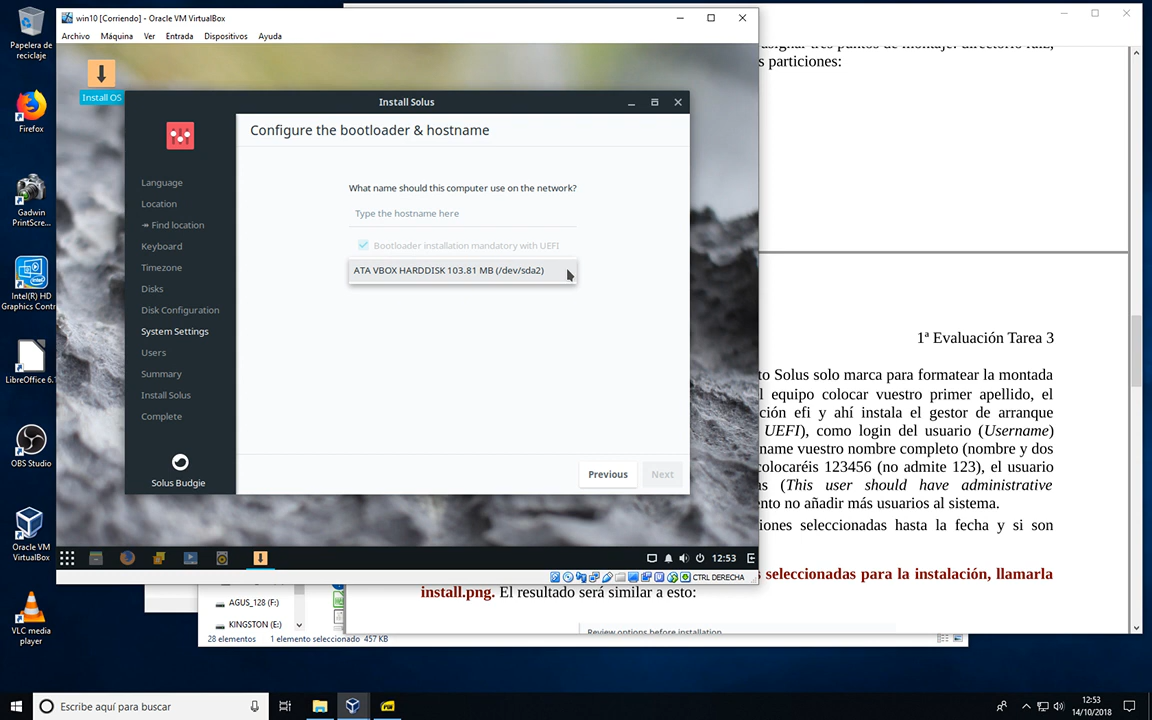 Papelera de
reciclaje
Firefox
Gadwin
PrintScre...
Intel(R) HD
Graphics Contr
LibreOffice 6.1
OBS Studio
Oracle VM
VirtualBox
VLC media
player
win10 [Corriendo] - Oracle VM VirtualBox
Archivo Máquina Ver Entrada Dispositivos Ayuda
Install OS
Install Solus
Configure the bootloader & hostname
Language
Location
↠ Find location
Keyboard
Timezone
Disks
Disk Configuration
System Settings
Users
Summary
Install Solus
Complete
Solus Budgie
What name should this computer use on the network?
Type the hostname here
Bootloader installation mandatory with UEFI
ATA VBOX HARDDISK 103.81 MB (/dev/sda2)
Previous Next
12:53
CTRL DERECHA
asignar tres puntos de montaje: directorio raíz,
s particiones:
1ª Evaluación Tarea 3
to Solus solo marca para formatear la montada
l equipo colocar vuestro primer apellido, el
ción efi y ahí instala el gestor de arranque
UEFI), como login del usuario (Username)
name vuestro nombre completo (nombre y dos
colocaréis 123456 (no admite 123), el usuario
s (This user should have administrative
ento no añadir más usuarios al sistema.
iones seleccionadas hasta la fecha y si son
s seleccionadas para la instalación, llamarla
install.png. El resultado será similar a esto:
Review options before installation
AGUS_128 (F:)
KINGSTON (E:)
28 elementos 1 elemento seleccionado 457 KB
Escribe aquí para buscar
12:53
14/10/2018